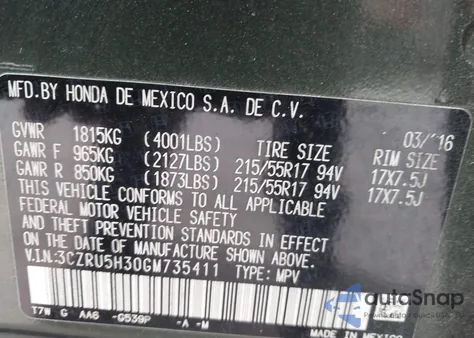 MFD.BY HONDA DE MEXICO S.A. DE C.V.
03/'16
GVWR 1815KG (4001LBS) TIRE SIZE RIM SIZE
GAWR F 965KG (2127LBS) 215/55R17 94V 17X7.5J
GAWR R 850KG (1873LBS) 215/55R17 94V 17X7.5J
THIS VEHICLE CONFORMS TO ALL APPLICABLE
FEDERAL MOTOR VEHICLE SAFETY
AND THEFT PREVENTION STANDARDS IN EFFECT
ON THE DATE OF MANUFACTURE SHOWN ABOVE.
V.I.N:3CZRU5H30GM735411 TYPE: MPV
T7W G AA6 -G539P -A -M
MADE IN MEXICO
autoSnap